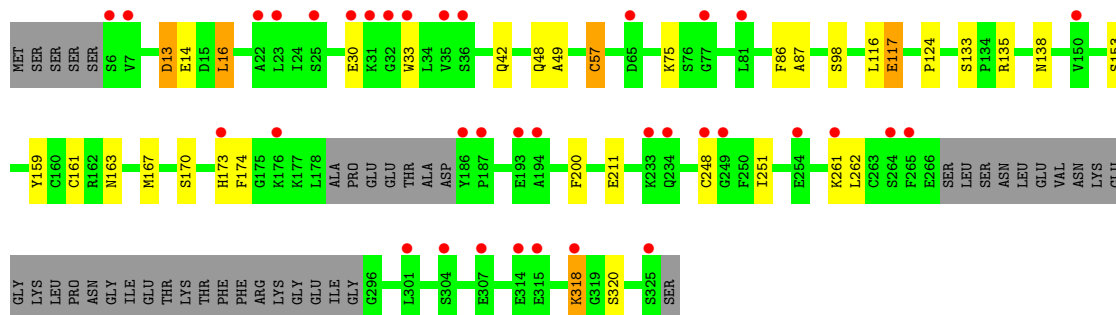 MET SER SER SER SER S6 V7 D13 E14 D15 L16 A22 L23 I24 S25 E30 K31 G32 W33 L34 V35 S36 Q42 Q48 A49 C57 D65 K75 S76 G77 L81 F86 A87 S98 L116 E117 P124 S133 P134 R135 N138 V150 S153
Y159 C160 C161 R162 N163 M167 S170 H173 F174 G175 K176 K177 L178 ALA PRO GLU GLU THR ALA ASP Y186 P187 E193 A194 F200 E211 K233 Q234 C248 G249 F250 I251 E254 K261 L262 C263 S264 F265 E266 SER LEU SER ASN LEU GLU VAL ASN LYS GLU
GLY LYS LEU PRO ASN GLY ILE GLU THR LYS THR PHE PHE ARG LYS GLY GLU ILE GLY G296 L301 S304 E307 E314 E315 K318 G319 S320 S325 SER